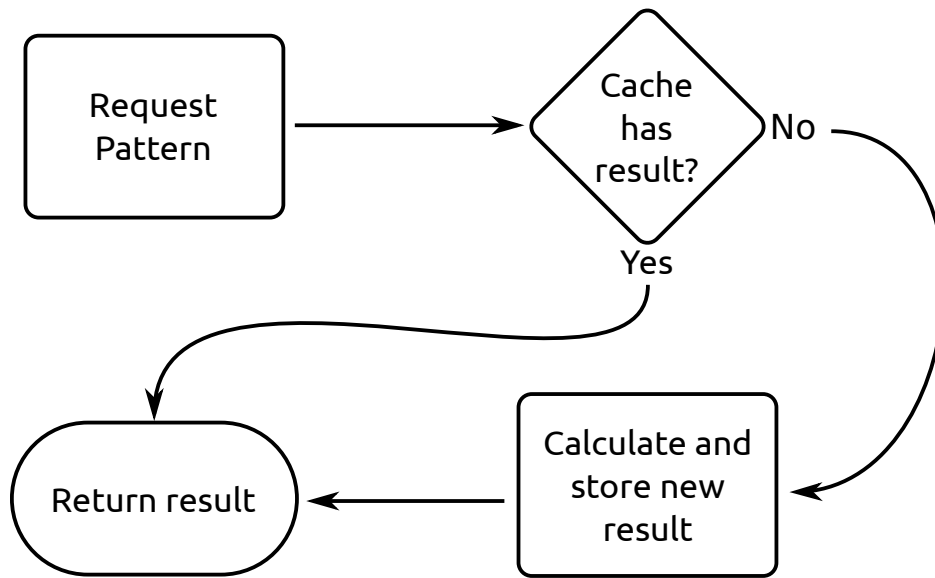 Request
Pattern
Cache
has
result?
No
Yes
Calculate and
store new
result
Return result